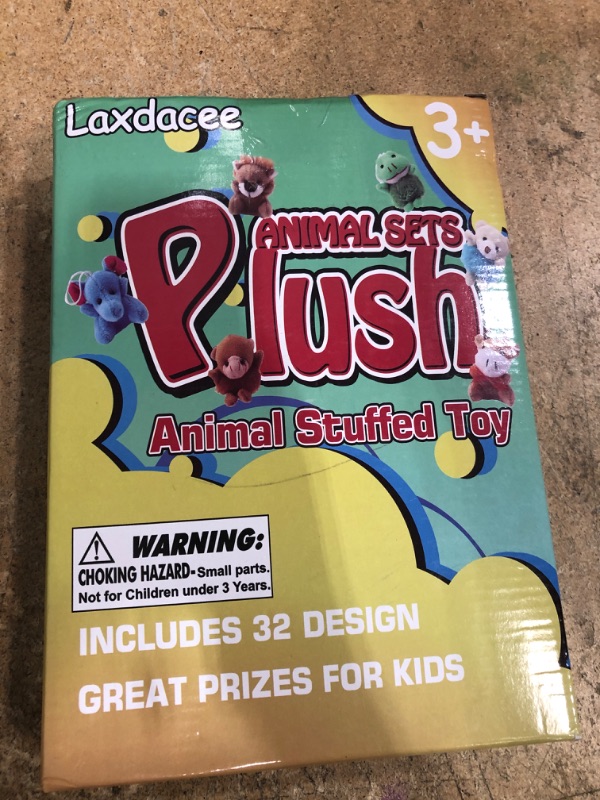 Laxdacee
3+
ANIMAL SETS
Plush
Animal Stuffed Toy
WARNING:
CHOKING HAZARD-Small parts.
Not for Children under 3 Years.
INCLUDES 32 DESIGN
GREAT PRIZES FOR KIDS